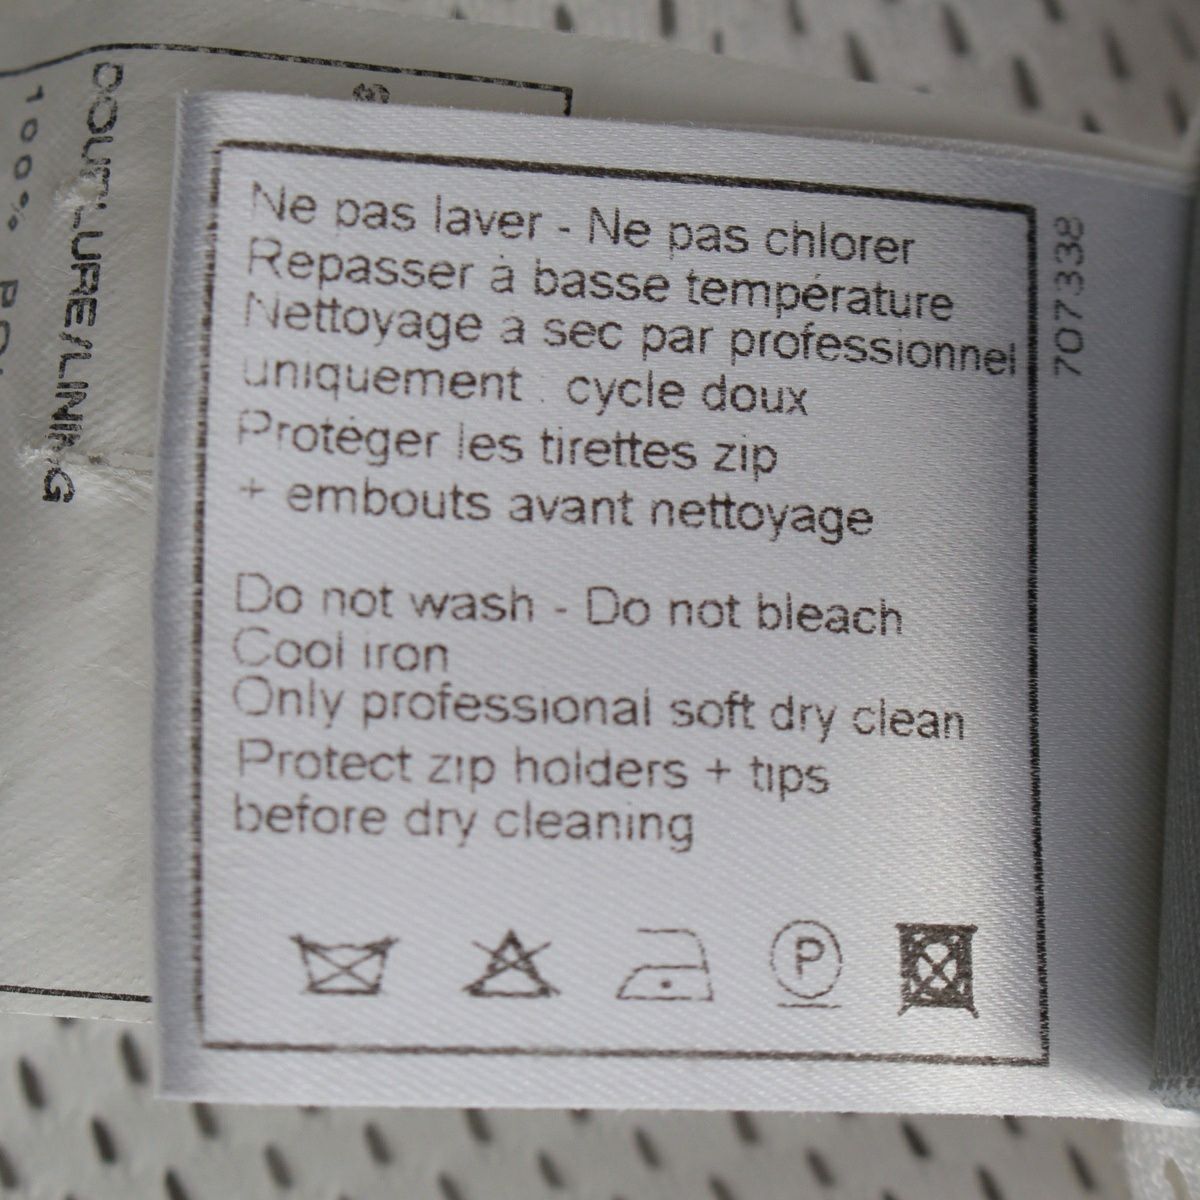 Ne pas laver - Ne pas chlorer
Repasser à basse température
Nettoyage a sec par professionnel
uniquement . cycle doux
Protéger les tirettes zip
+ embouts avant nettoyage
Do not wash - Do not bleach
Cool iron
Only professional soft dry clean
Protect zip holders + tips
before dry cleaning
P
707338
DOUBLURE/LINING
100%